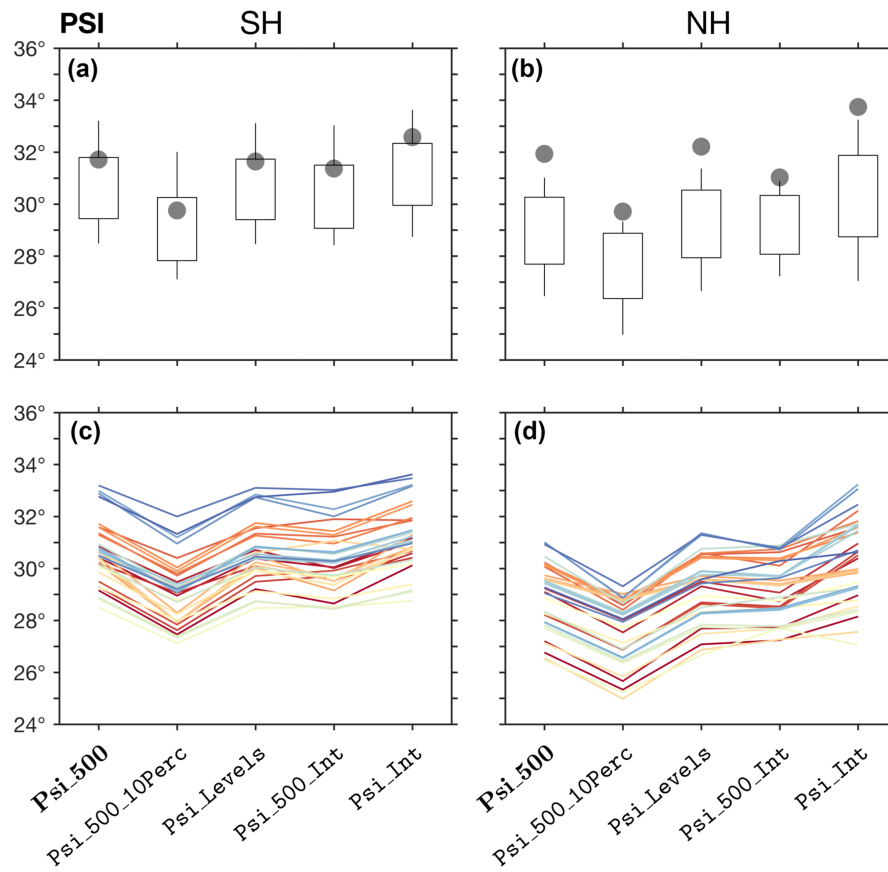 PSI SH NH
36°
34°
32°
30°
28°
26°
24°
(a)
(b)
36°
34°
32°
30°
28°
26°
24°
(c)
(d)
Psi_500
Psi_500_10Perc
Psi_Levels
Psi_500_Int
Psi_Int
Psi_500
Psi_500_10Perc
Psi_Levels
Psi_500_Int
Psi_Int